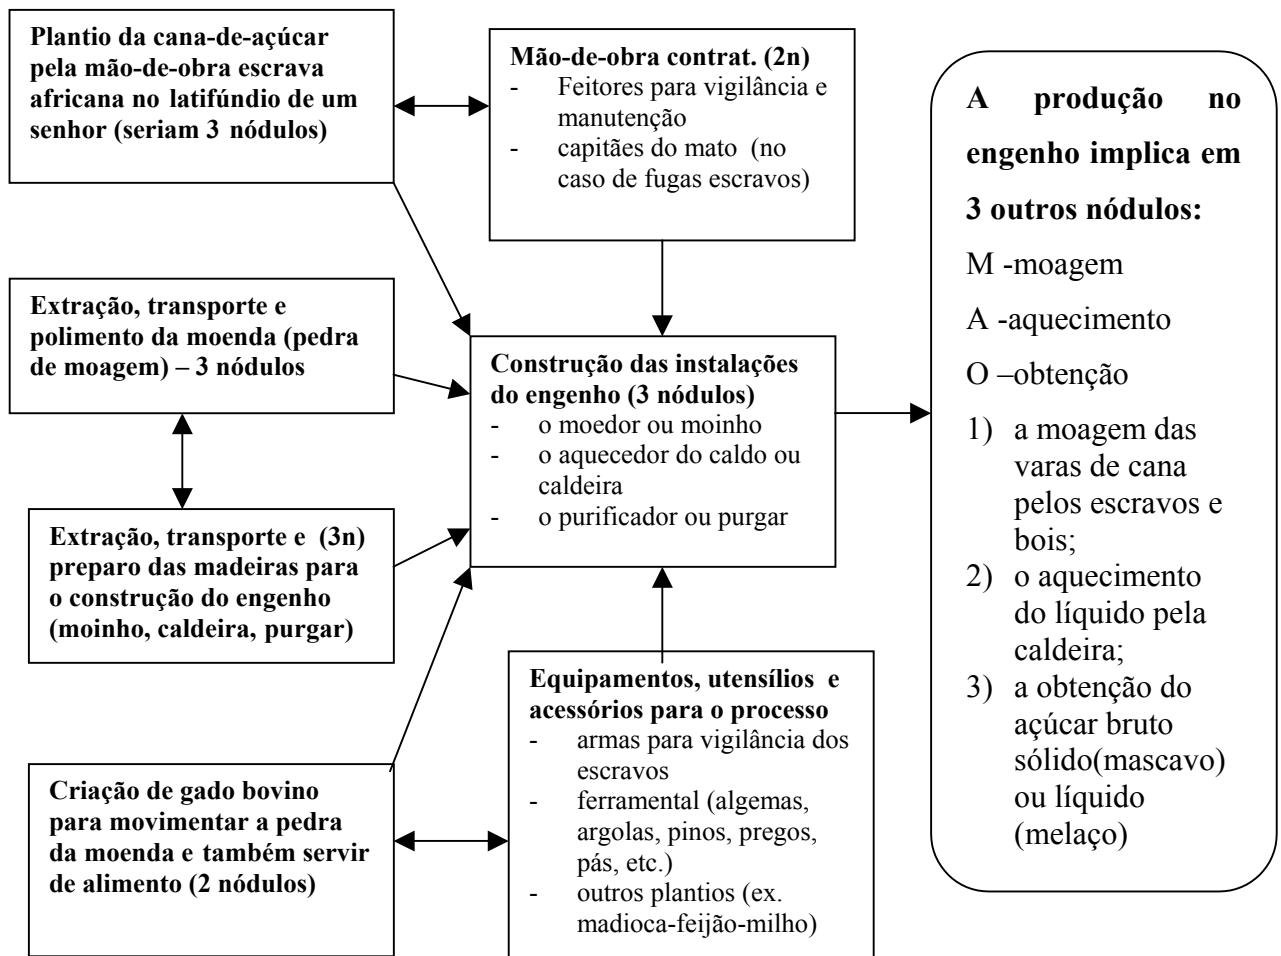 Plantio da cana-de-açúcar
pela mão-de-obra escrava
africana no latifúndio de um
senhor (seriam 3 nódulos)
Mão-de-obra contrat. (2n)
- Feitores para vigilância e
manutenção
- capitães do mato (no
caso de fugas escravos)
Extração, transporte e
polimento da moenda (pedra
de moagem) – 3 nódulos
Construção das instalações
do engenho (3 nódulos)
- o moedor ou moinho
- o aquecedor do caldo ou
caldeira
- o purificador ou purgar
Extração, transporte e (3n)
preparo das madeiras para
o construção do engenho
(moinho, caldeira, purgar)
Criação de gado bovino
para movimentar a pedra
da moenda e também servir
de alimento (2 nódulos)
Equipamentos, utensílios e
acessórios para o processo
- armas para vigilância dos
escravos
- ferramental (algemas,
argolas, pinos, pregos,
pás, etc.)
- outros plantios (ex.
madioca-feijão-milho)
A produção no
engenho implica em
3 outros nódulos:
M -moagem
A -aquecimento
O –obtenção
1) a moagem das
varas de cana
pelos escravos e
bois;
2) o aquecimento
do líquido pela
caldeira;
3) a obtenção do
açúcar bruto
sólido(mascavo)
ou líquido
(melaço)